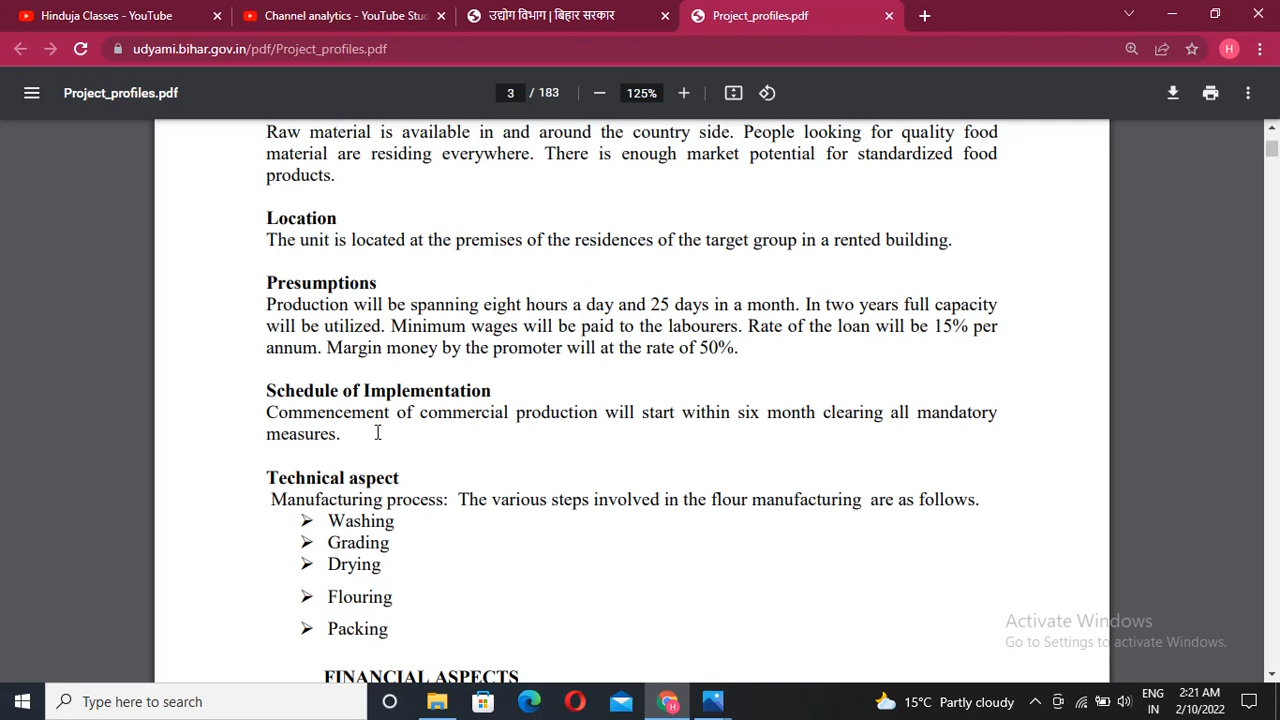 Hinduja Classes - YouTube
Channel analytics - YouTube Stud
उद्योग विभाग | बिहार सरकार
Project_profiles.pdf
udyami.bihar.gov.in/pdf/Project_profiles.pdf
H
Project_profiles.pdf
3 / 183
125%
Raw material is available in and around the country side. People looking for quality food
material are residing everywhere. There is enough market potential for standardized food
products.
Location
The unit is located at the premises of the residences of the target group in a rented building.
Presumptions
Production will be spanning eight hours a day and 25 days in a month. In two years full capacity
will be utilized. Minimum wages will be paid to the labourers. Rate of the loan will be 15% per
annum. Margin money by the promoter will at the rate of 50%.
Schedule of Implementation
Commencement of commercial production will start within six month clearing all mandatory
measures.
Technical aspect
Manufacturing process: The various steps involved in the flour manufacturing are as follows.
➢ Washing
➢ Grading
➢ Drying
➢ Flouring
➢ Packing
FINANCIAL ASPECTS
Activate Windows
Go to Settings to activate Windows.
Type here to search
15°C Partly cloudy
ENG
IN
2:21 AM
2/10/2022